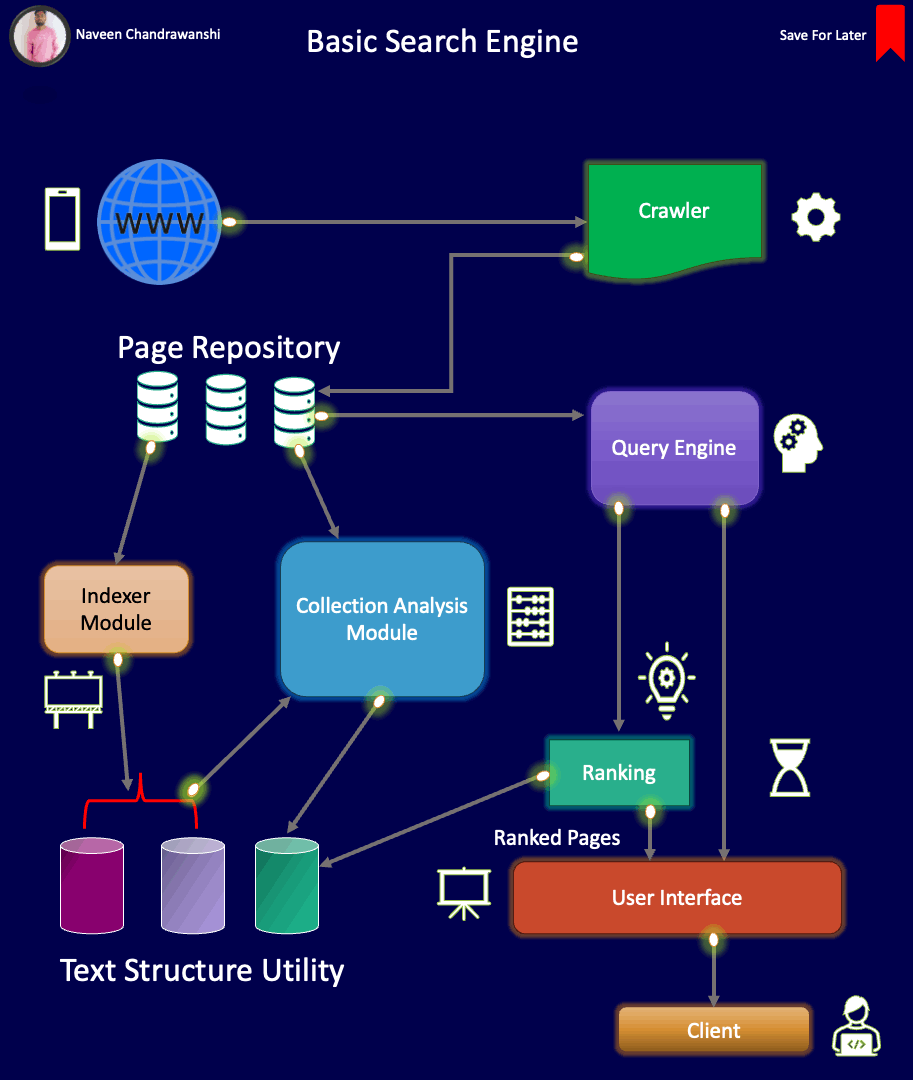 Naveen Chandrawanshi
Basic Search Engine
Save For Later
WWW
Crawler
Page Repository
Query Engine
Indexer
Module
Collection Analysis
Module
Ranking
Ranked Pages
User Interface
Text Structure Utility
Client
</>